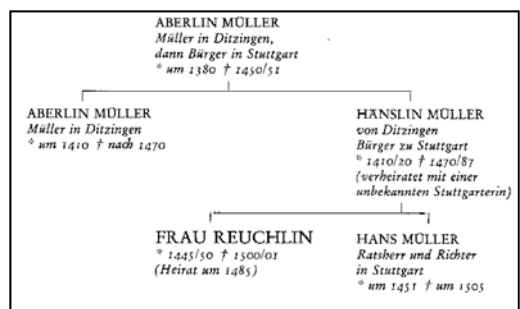 ABERLIN MÜLLER
Müller in Ditzingen,
dann Bürger in Stuttgart
* um 1380 † 1450/51
ABERLIN MÜLLER
Müller in Ditzingen
* um 1410 † nach 1470
HÄNSLIN MÜLLER
von Ditzingen
Bürger zu Stuttgart
* 1410/20 † 1470/87
(verheiratet mit einer
unbekannten Stuttgarterin)
FRAU REUCHLIN
* 1445/50 † 1500/01
(Heirat um 1485)
HANS MÜLLER
Ratsherr und Richter
in Stuttgart
* um 1451 † um 1505